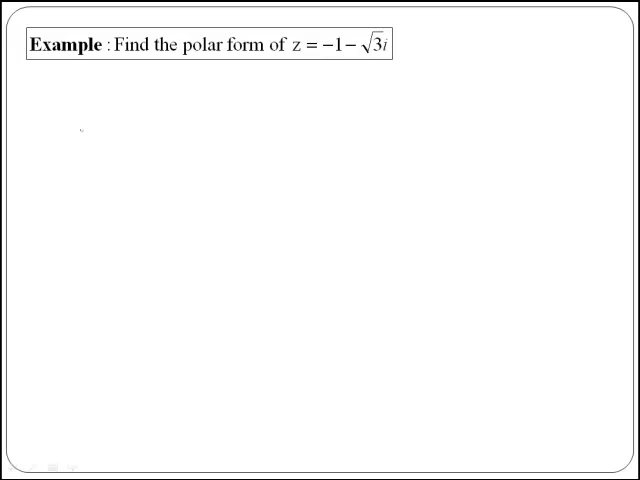 Example : Find the polar form of z = −1− √3i